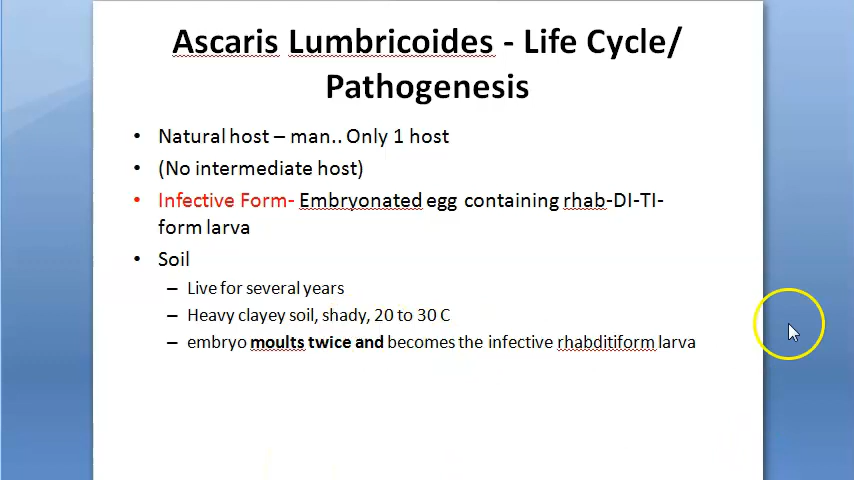 Ascaris Lumbricoides - Life Cycle/
Pathogenesis
• Natural host – man.. Only 1 host
• (No intermediate host)
• Infective Form- Embryonated egg containing rhab-DI-TI-
form larva
• Soil
– Live for several years
– Heavy clayey soil, shady, 20 to 30 C
– embryo moults twice and becomes the infective rhabditiform larva